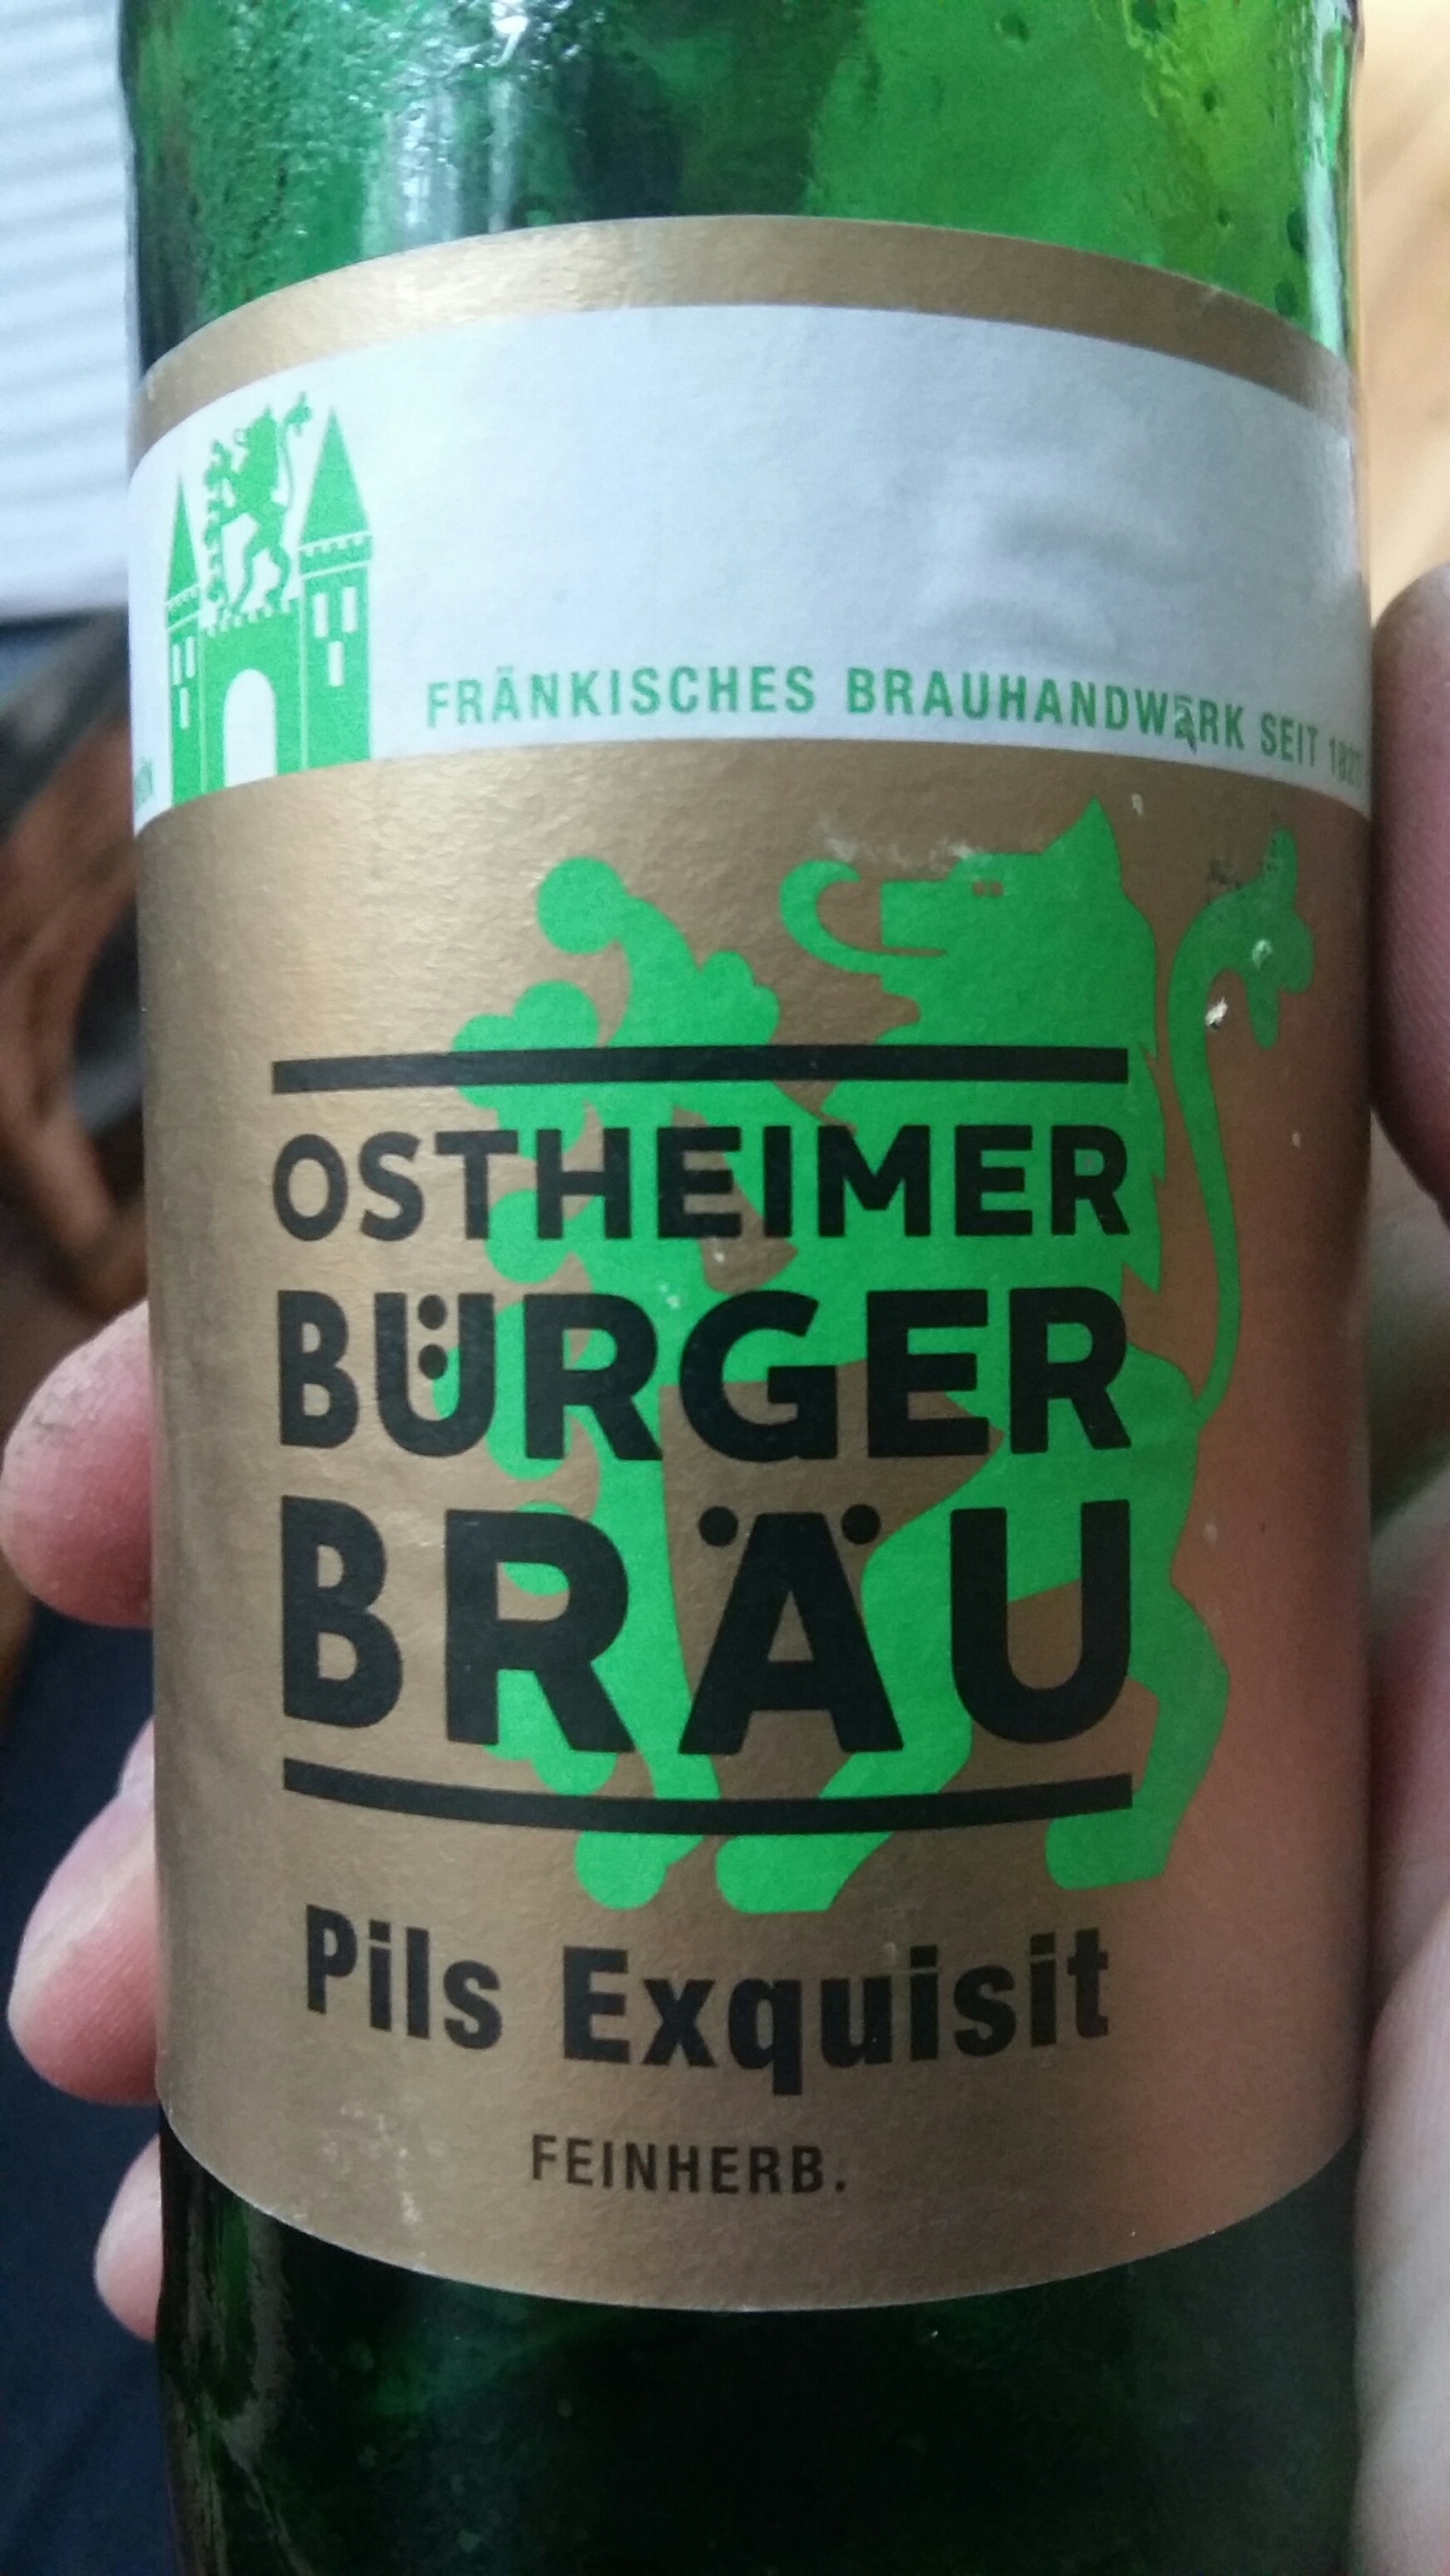 FRÄNKISCHES BRAUHANDWERK SEIT
OSTHEIMER
BÜRGER
BRÄU
Pils Exquisit
FEINHERB.